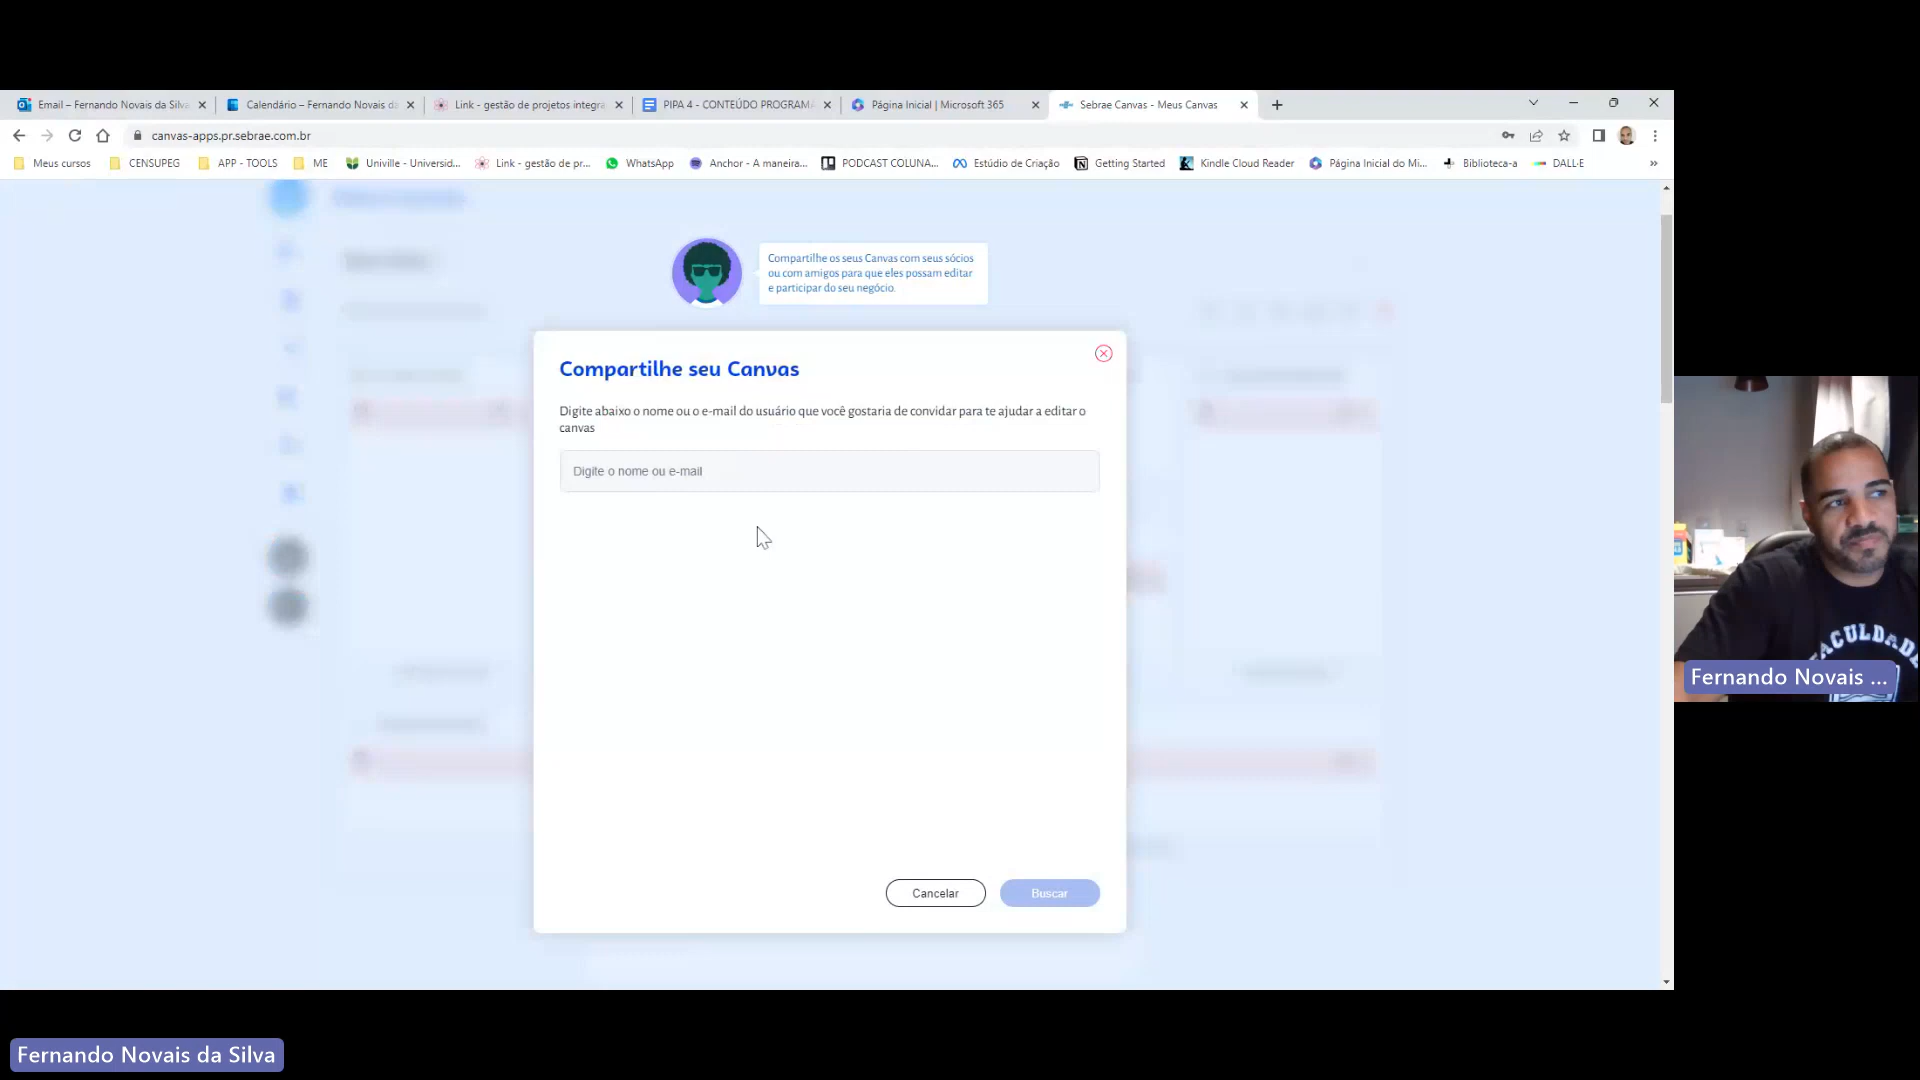 Email – Fernando Novais da Silva
Calendário – Fernando Novais da
Link - gestão de projetos integra
PIPA 4 - CONTEÚDO PROGRAM
Página Inicial | Microsoft 365
Sebrae Canvas - Meus Canvas
canvas-apps.pr.sebrae.com.br
Meus cursos
CENSUPEG
APP - TOOLS
ME
Univille - Universid...
Link - gestão de pr...
WhatsApp
Anchor - A maneira...
PODCAST COLUNA...
Estúdio de Criação
Getting Started
Kindle Cloud Reader
Página Inicial do Mi...
Biblioteca-a
DALL·E
»
Compartilhe os seus Canvas com seus sócios
ou com amigos para que eles possam editar
e participar do seu negócio.
Compartilhe seu Canvas
Digite abaixo o nome ou o e-mail do usuário que você gostaria de convidar para te ajudar a editar o
canvas
Digite o nome ou e-mail
Cancelar
Buscar
FACULDADE
Fernando Novais ...
Fernando Novais da Silva